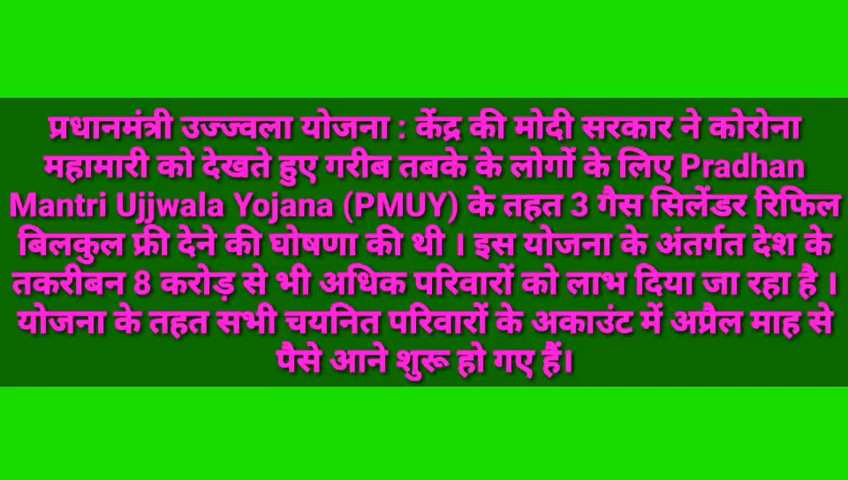 प्रधानमंत्री उज्ज्वला योजना : केंद्र की मोदी सरकार ने कोरोना
महामारी को देखते हुए गरीब तबके के लोगों के लिए Pradhan
Mantri Ujjwala Yojana (PMUY) के तहत 3 गैस सिलेंडर रिफिल
बिलकुल फ्री देने की घोषणा की थी । इस योजना के अंतर्गत देश के
तकरीबन 8 करोड़ से भी अधिक परिवारों को लाभ दिया जा रहा है ।
योजना के तहत सभी चयनित परिवारों के अकाउंट में अप्रैल माह से
पैसे आने शुरू हो गए हैं।